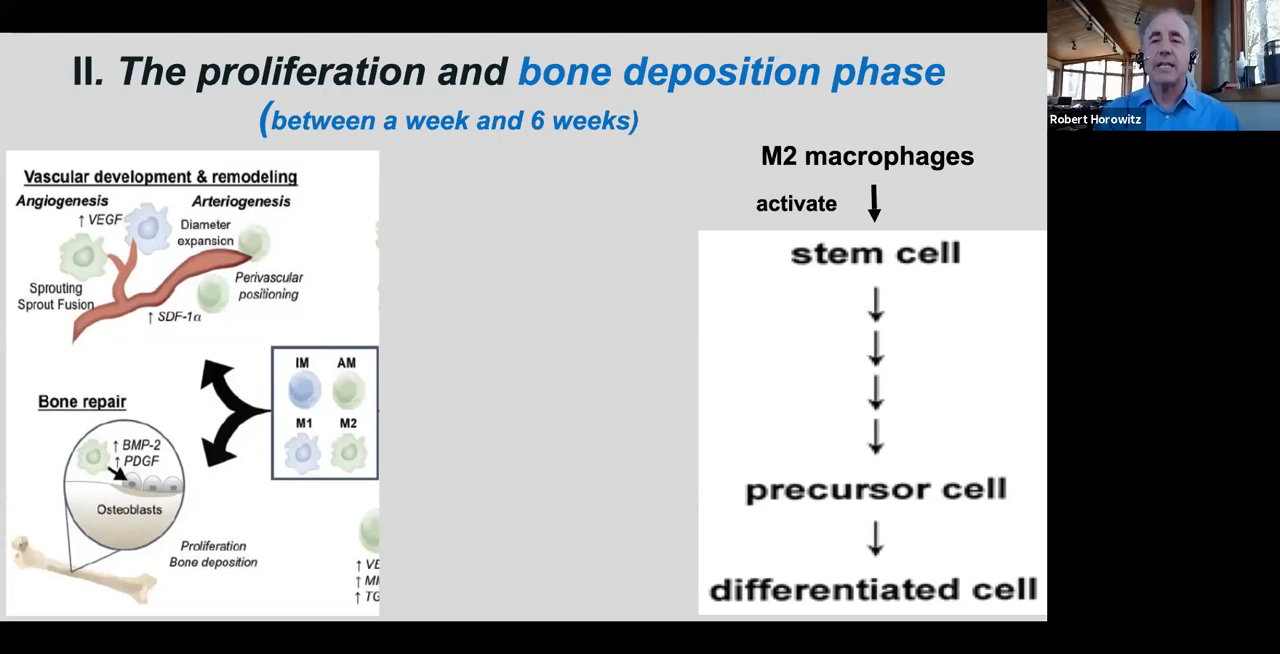 II. The proliferation and bone deposition phase
(between a week and 6 weeks)
Robert Horowitz
Vascular development & remodeling
Angiogenesis
Arteriogenesis
↑ VEGF
Diameter
expansion
Sprouting
Sprout Fusion
Perivascular
positioning
↑ SDF-1α
IM AM
M1 M2
Bone repair
↑ BMP-2
↑ PDGF
Osteoblasts
Proliferation
Bone deposition
↑ VE
↑ TG
M2 macrophages
activate
stem cell
precursor cell
differentiated cell